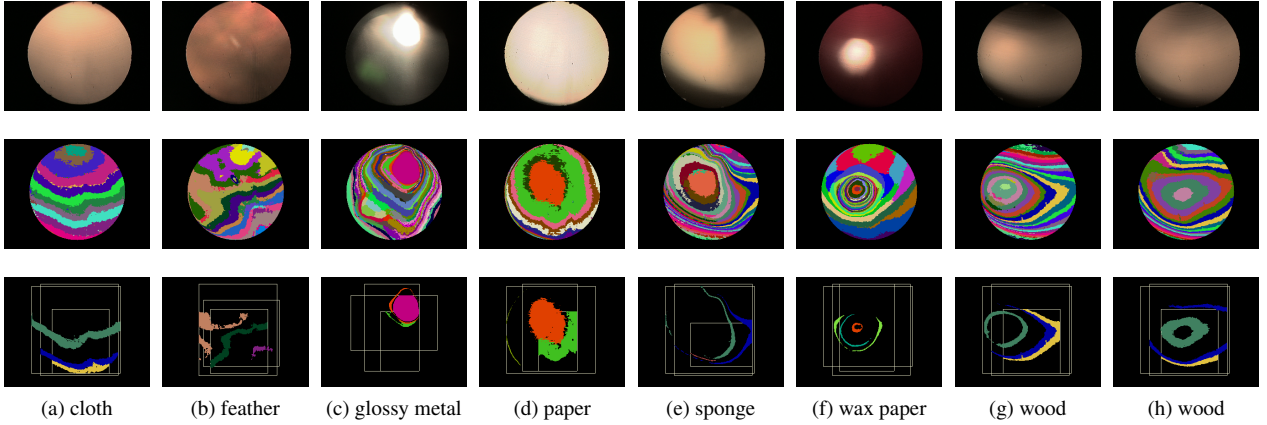 (a) cloth
(b) feather
(c) glossy metal
(d) paper
(e) sponge
(f) wax paper
(g) wood
(h) wood